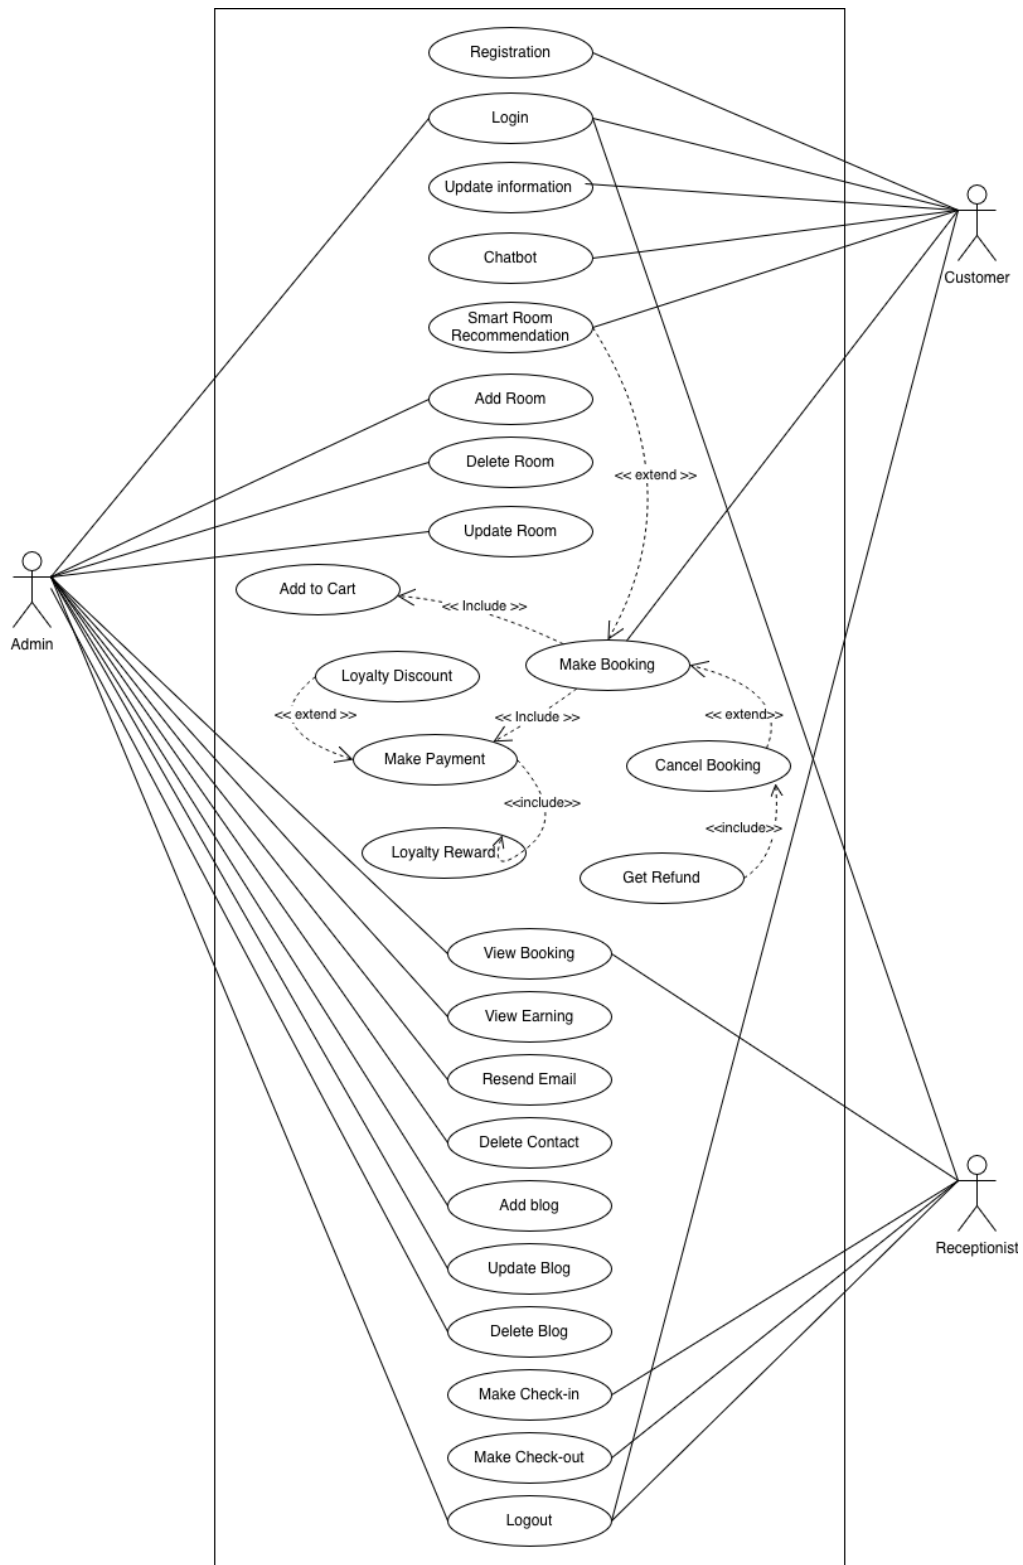 Registration
Login
Update information
Chatbot
Customer
Smart Room
Recommendation
Add Room
Delete Room
<< extend >>
Update Room
Add to Cart
<< Include >>
Admin
Make Booking
Loyalty Discount
<< extend >>
<< Include >>
<< extend>>
Make Payment
Cancel Booking
<<include>>
<<include>>
Loyalty Reward
Get Refund
View Booking
View Earning
Resend Email
Delete Contact
Add blog
Receptionist
Update Blog
Delete Blog
Make Check-in
Make Check-out
Logout